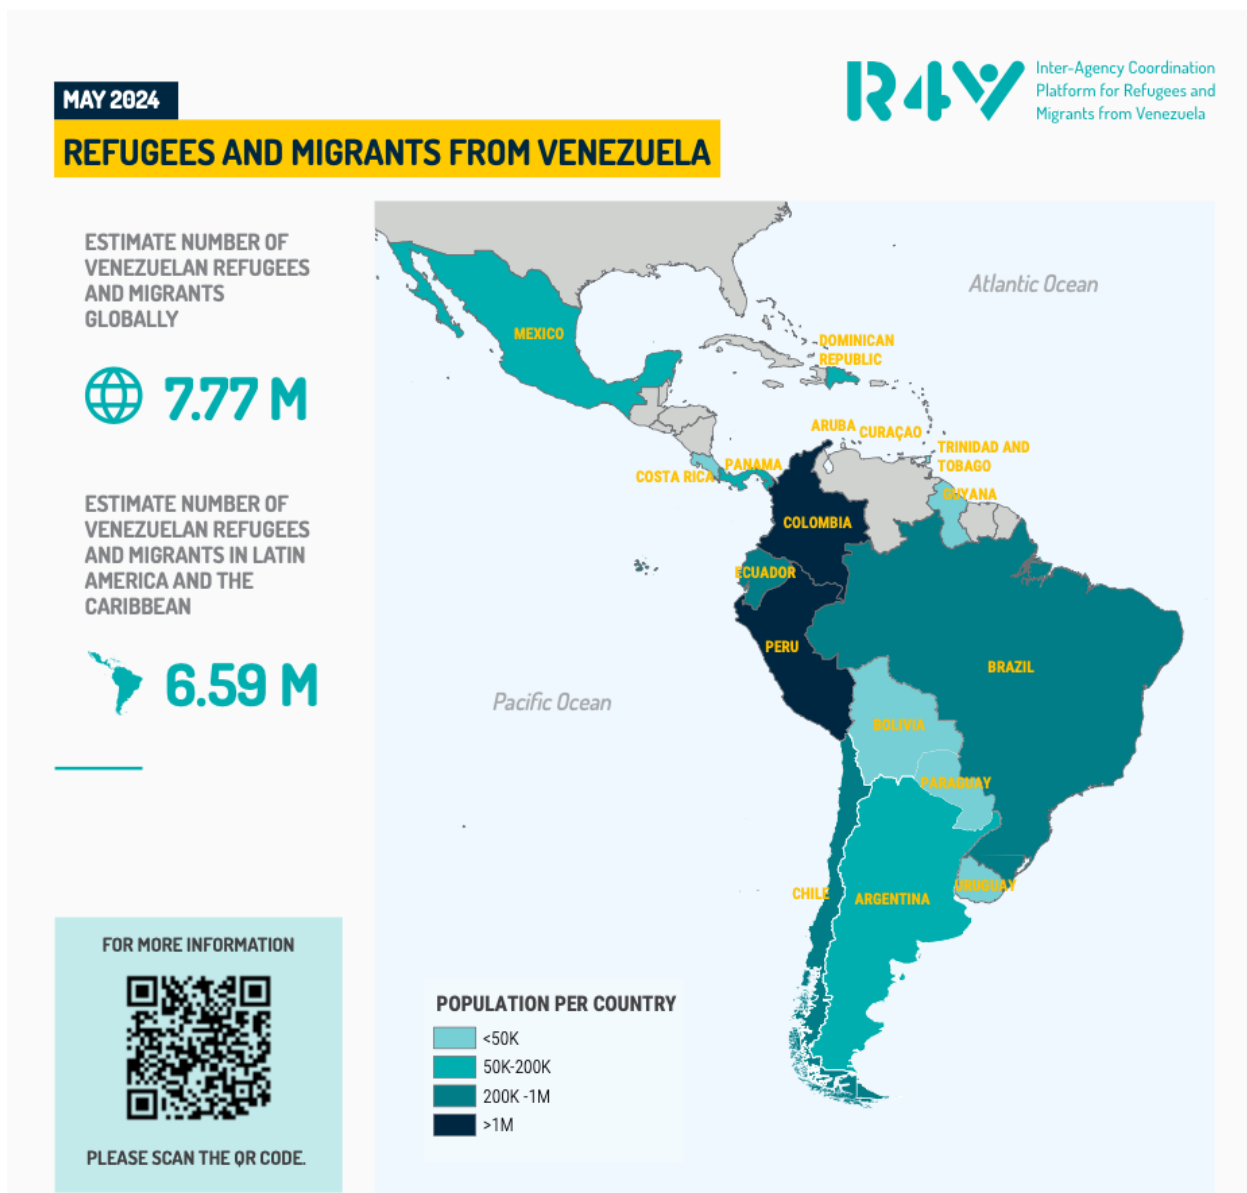 MAY 2024
REFUGEES AND MIGRANTS FROM VENEZUELA
R4V
Inter-Agency Coordination
Platform for Refugees and
Migrants from Venezuela
ESTIMATE NUMBER OF
VENEZUELAN REFUGEES
AND MIGRANTS
GLOBALLY
7.77 M
ESTIMATE NUMBER OF
VENEZUELAN REFUGEES
AND MIGRANTS IN LATIN
AMERICA AND THE
CARIBBEAN
6.59 M
FOR MORE INFORMATION
PLEASE SCAN THE QR CODE.
Atlantic Ocean
MEXICO
DOMINICAN
REPUBLIC
ARUBA
CURAÇAO
TRINIDAD AND
TOBAGO
COSTA RICA
PANAMA
GUYANA
COLOMBIA
ECUADOR
PERU
BRAZIL
Pacific Ocean
BOLIVIA
PARAGUAY
CHILE
ARGENTINA
URUGUAY
POPULATION PER COUNTRY
<50K
50K-200K
200K -1M
>1M